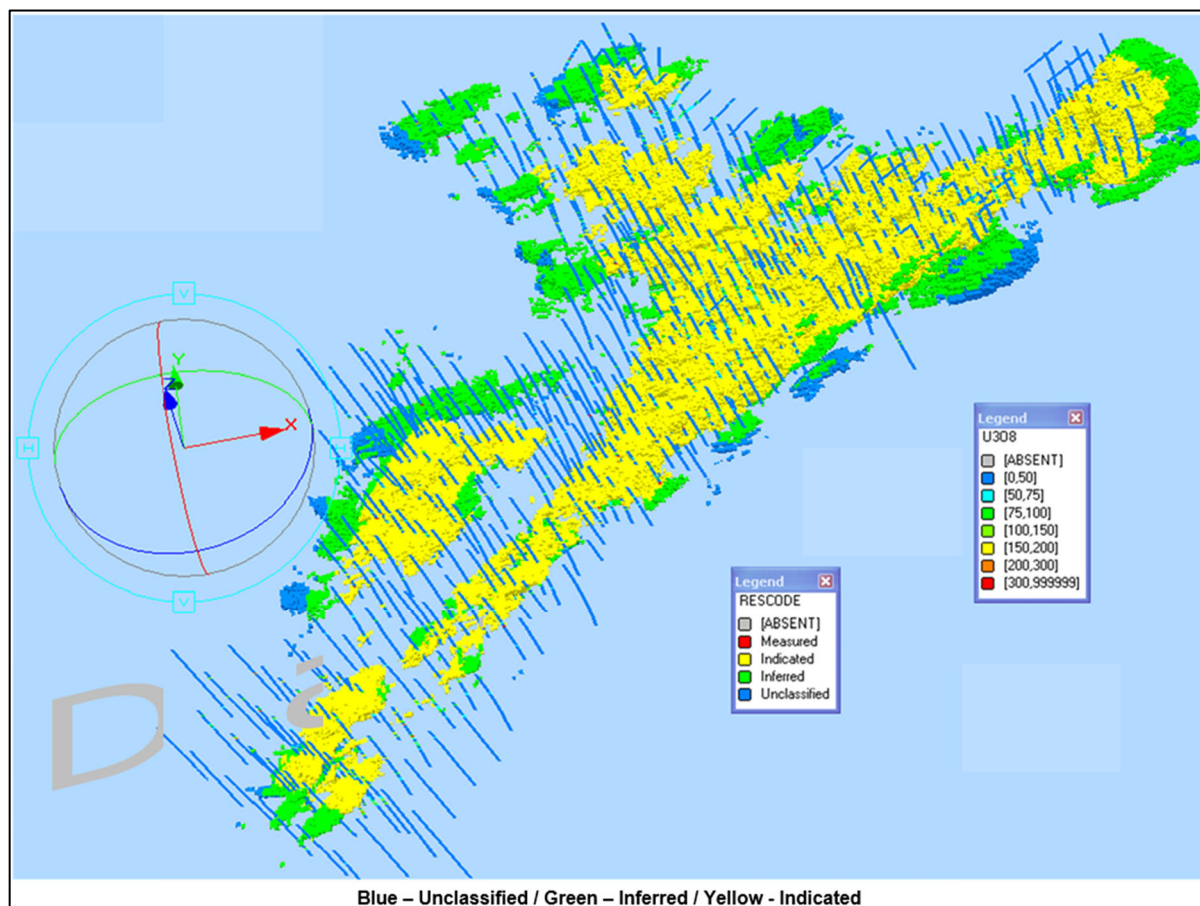 V
Y
Z
X
H
H
V
Legend
U308
[ABSENT]
[0,50]
[50,75]
[75,100]
[100,150]
[150,200]
[200,300]
[300,999999]
Legend
RESCODE
[ABSENT]
Measured
Indicated
Inferred
Unclassified
D
Blue – Unclassified / Green – Inferred / Yellow - Indicated